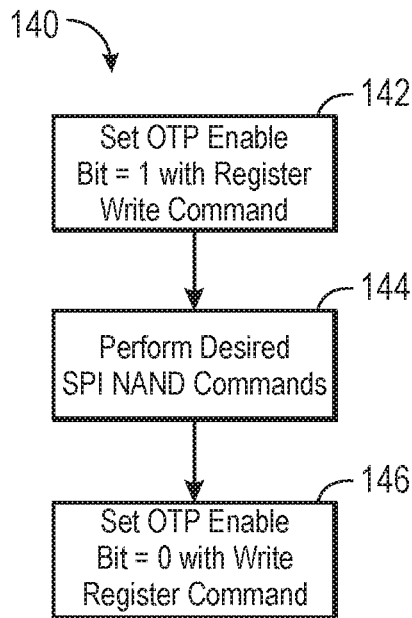 140
142
Set OTP Enable
Bit = 1 with Register
Write Command
144
Perform Desired
SPI NAND Commands
146
Set OTP Enable
Bit = 0 with Write
Register Command